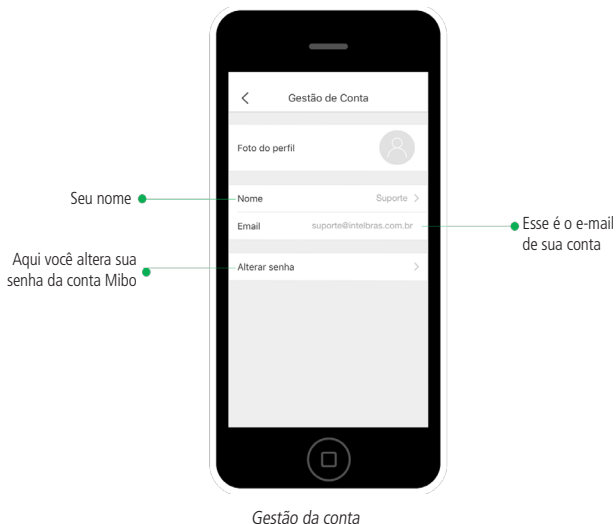 Gestão de Conta
Foto do perfil
Seu nome
Nome
Suporte
Email
suporte@intelbras.com.br
Esse é o e-mail
de sua conta
Aqui você altera sua
senha da conta Mibo
Alterar senha
Gestão da conta